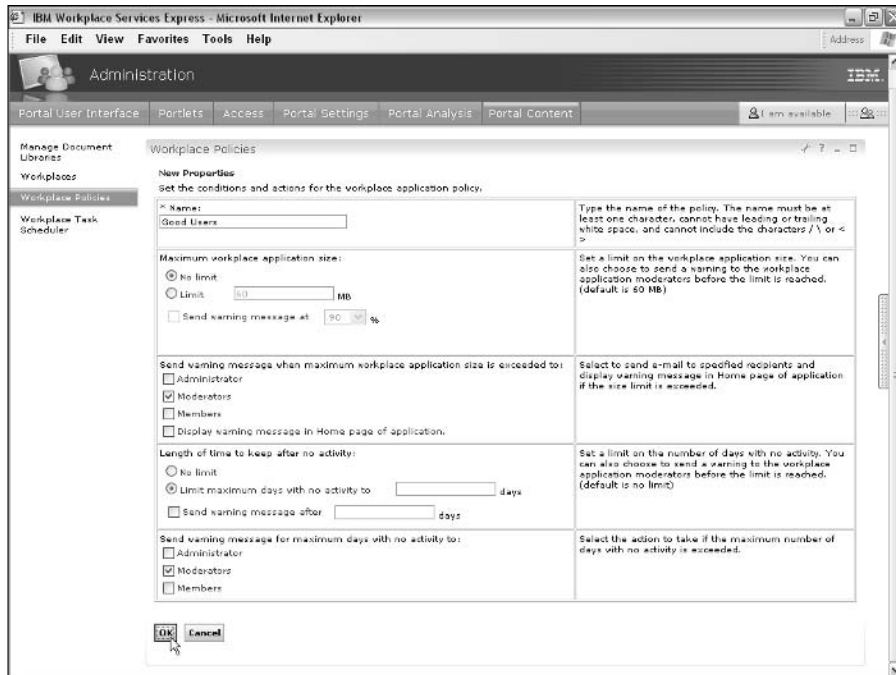 IBM Workplace Services Express - Microsoft Internet Explorer
File Edit View Favorites Tools Help
Address
Administration
IBM.
Portal User Interface
Portlets
Access
Portal Settings
Portal Analysis
Portal Content
I am available
Manage Document
Libraries
Workplaces
Workplace Policies
Workplace Task
Scheduler
Workplace Policies
? 
New Properties
Set the conditions and actions for the workplace application policy.
* Name:
Good Users
Type the name of the policy. The name must be at
least one character, cannot have leading or trailing
white space, and cannot include the characters / \ or <
>
Maximum workplace application size:
No limit
Limit 60 MB
Send warning message at 90 %
Set a limit on the workplace application size. You can
also choose to send a warning to the workplace
application moderators before the limit is reached.
(default is 60 MB)
Send warning message when maximum workplace application size is exceeded to:
Administrator
Moderators
Members
Display warning message in Home page of application.
Select to send e-mail to specified recipients and
display warning message in Home page of application
if the size limit is exceeded.
Length of time to keep after no activity:
No limit
Limit maximum days with no activity to days
Send warning message after days
Set a limit on the number of days with no activity. You
can also choose to send a warning to the workplace
application moderators before the limit is reached.
(default is no limit)
Send warning message for maximum days with no activity to:
Administrator
Moderators
Members
Select the action to take if the maximum number of
days with no activity is exceeded.
OK Cancel